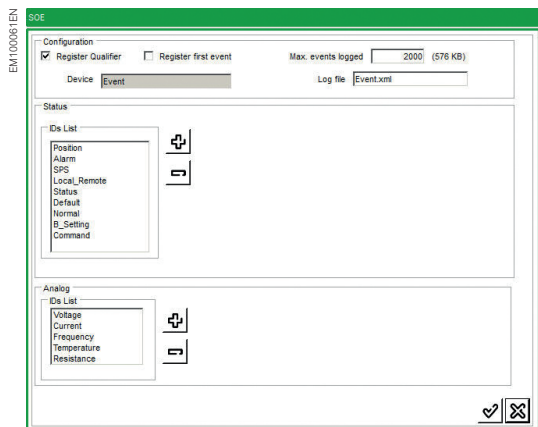 EM100061EN
SOE
Configuration
Register Qualifier Register first event Max. events logged 2000 (576 KB)
Device Event Log file Event.xml
Status
IDs List
Position
Alarm
SPS
Local_Remote
Status
Default
Normal
B_Setting
Command
Analog
IDs List
Voltage
Current
Frequency
Temperature
Resistance